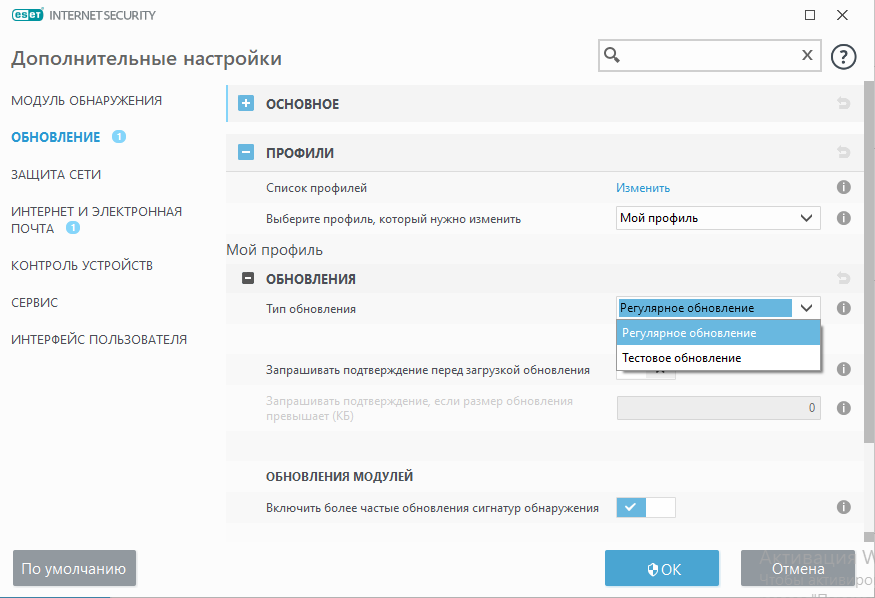 eset INTERNET SECURITY
Дополнительные настройки
МОДУЛЬ ОБНАРУЖЕНИЯ
ОБНОВЛЕНИЕ 1
ЗАЩИТА СЕТИ
ИНТЕРНЕТ И ЭЛЕКТРОННАЯ
ПОЧТА 1
КОНТРОЛЬ УСТРОЙСТВ
СЕРВИС
ИНТЕРФЕЙС ПОЛЬЗОВАТЕЛЯ
ОСНОВНОЕ
ПРОФИЛИ
Список профилей Изменить
Выберите профиль, который нужно изменить Мой профиль
Мой профиль
ОБНОВЛЕНИЯ
Тип обновления Регулярное обновление
Регулярное обновление
Тестовое обновление
Запрашивать подтверждение перед загрузкой обновления
Запрашивать подтверждение, если размер обновления
превышает (КБ) 0
ОБНОВЛЕНИЯ МОДУЛЕЙ
Включить более частые обновления сигнатур обнаружения
По умолчанию
OK
Отмена
Активация W
Чтобы активиро